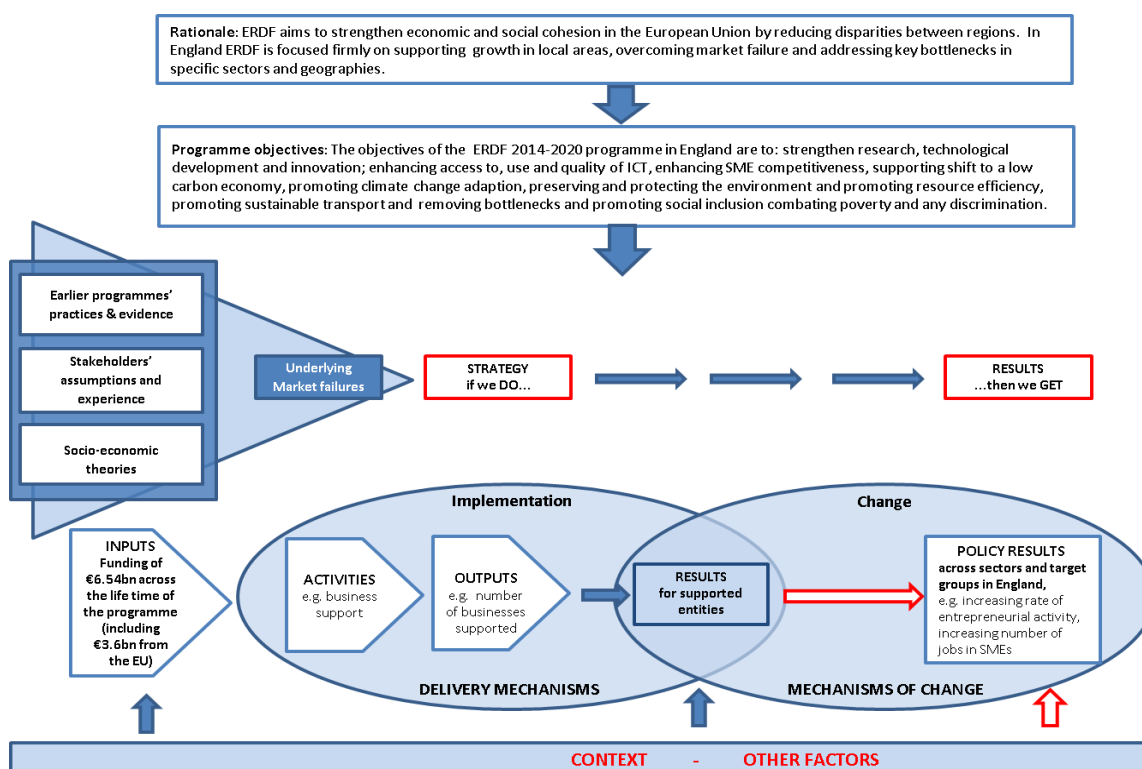 Rationale: ERDF aims to strengthen economic and social cohesion in the European Union by reducing disparities between regions. In
England ERDF is focused firmly on supporting growth in local areas, overcoming market failure and addressing key bottlenecks in
specific sectors and geographies.
Programme objectives: The objectives of the ERDF 2014-2020 programme in England are to: strengthen research, technological
development and innovation; enhancing access to, use and quality of ICT, enhancing SME competitiveness, supporting shift to a low
carbon economy, promoting climate change adaption, preserving and protecting the environment and promoting resource efficiency,
promoting sustainable transport and removing bottlenecks and promoting social inclusion combating poverty and any discrimination.
Earlier programmes'
practices & evidence
Stakeholders'
assumptions and
experience
Socio-economic
theories
Underlying
Market failures
STRATEGY
if we DO...
RESULTS
...then we GET
Implementation
Change
INPUTS
Funding of
€6.54bn across
the life time of
the programme
(including
€3.6bn from
the EU)
ACTIVITIES
e.g. business
support
OUTPUTS
e.g. number
of businesses
supported
RESULTS
for supported
entities
POLICY RESULTS
across sectors and target
groups in England,
e.g. increasing rate of
entrepreneurial activity,
increasing number of
jobs in SMEs
DELIVERY MECHANISMS
MECHANISMS OF CHANGE
CONTEXT - OTHER FACTORS